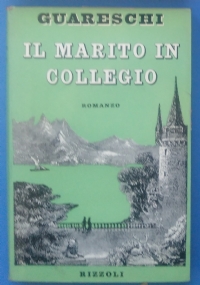 GUARESCHI
IL MARITO IN
COLLEGIO
ROMANZO
RIZZOLI